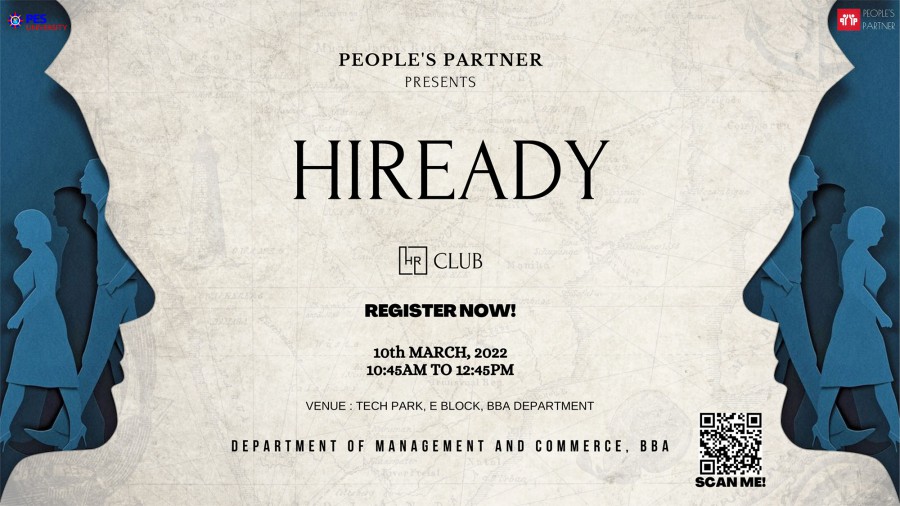 PES
UNIVERSITY
PEOPLE'S
PARTNER
PEOPLE'S PARTNER
PRESENTS
HIREADY
HR CLUB
REGISTER NOW!
10th MARCH, 2022
10:45AM TO 12:45PM
VENUE : TECH PARK, E BLOCK, BBA DEPARTMENT
DEPARTMENT OF MANAGEMENT AND COMMERCE, BBA
SCAN ME!